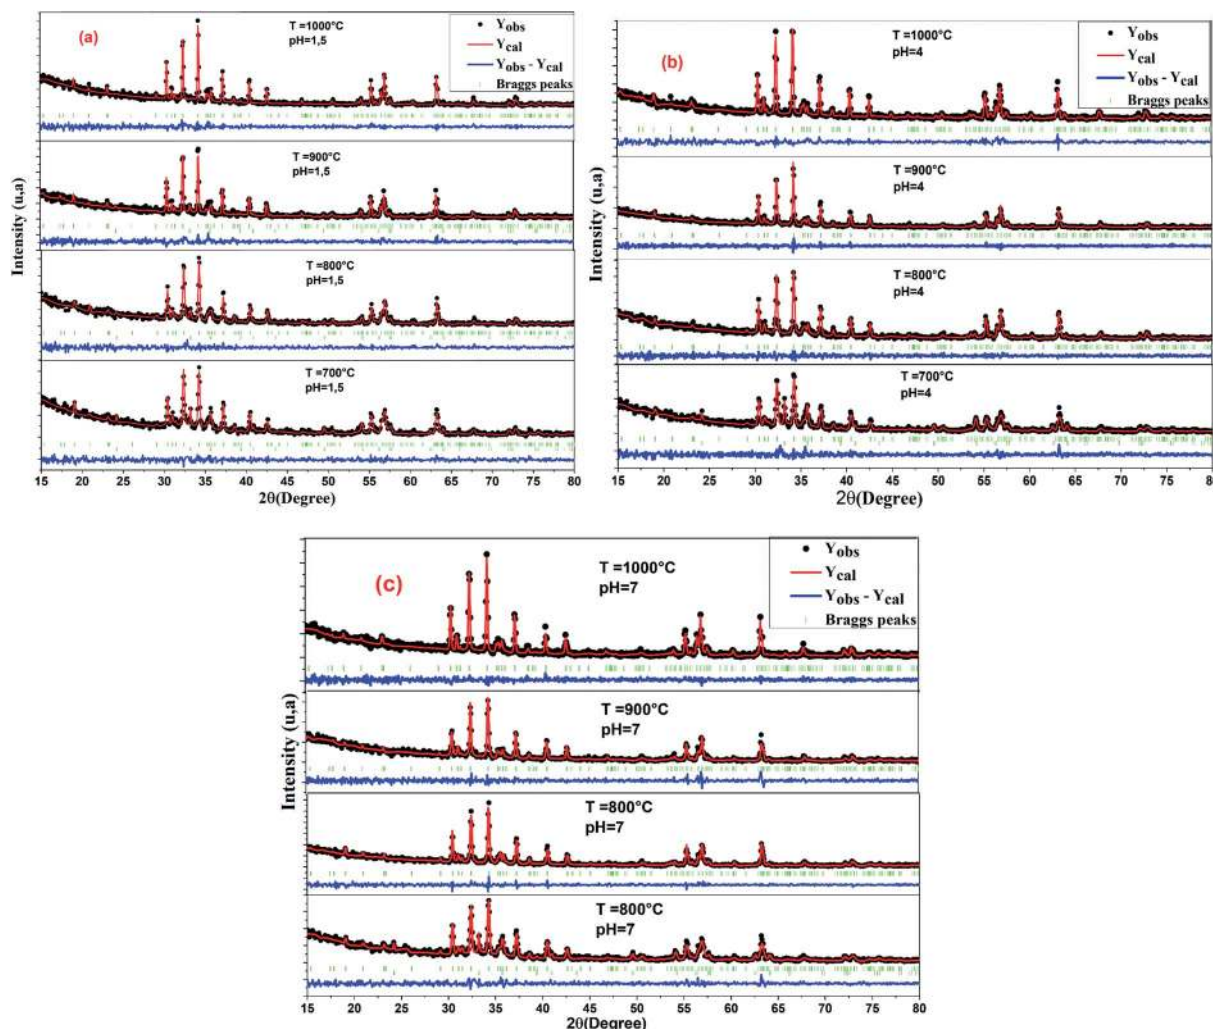 (a)
T =1000°C
pH=1,5
Yobs
Ycal
Yobs - Ycal
Braggs peaks
T =900°C
pH=1,5
T =800°C
pH=1,5
T =700°C
pH=1,5
Intensity (u,a)
15 20 25 30 35 40 45 50 55 60 65 70 75 80
2θ(Degree)
(b)
T =1000°C
pH=4
Yobs
Ycal
Yobs - Ycal
Braggs peaks
T =900°C
pH=4
T =800°C
pH=4
T =700°C
pH=4
Intensity (u,a)
15 20 25 30 35 40 45 50 55 60 65 70 75 80
2θ(Degree)
(c)
T =1000°C
pH=7
Yobs
Ycal
Yobs - Ycal
Braggs peaks
T =900°C
pH=7
T =800°C
pH=7
T =800°C
pH=7
Intensity (u,a)
15 20 25 30 35 40 45 50 55 60 65 70 75 80
2θ(Degree)